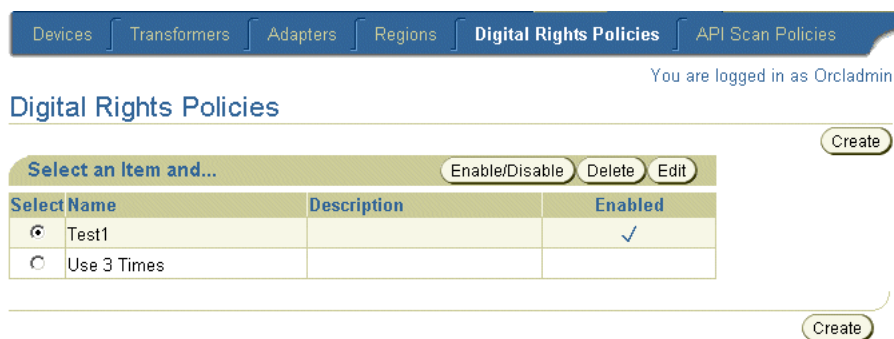 Devices Transformers Adapters Regions Digital Rights Policies API Scan Policies
You are logged in as Orcladmin
Digital Rights Policies
Create
Select an Item and... Enable/Disable Delete Edit
Select Name Description Enabled
Test1
Use 3 Times
Create